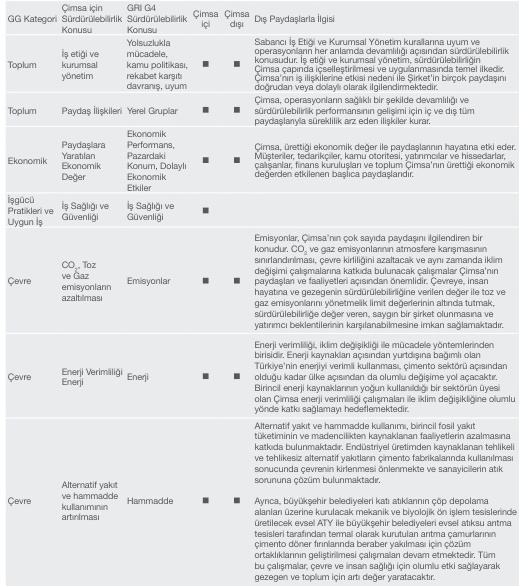 GG Kategori
Çimsa için
Sürdürülebilirlik
Konusu
GRI G4
Sürdürülebilirlik
Konusu
Çimsa
içi
Çimsa
dışı
Dış Paydaşlarla İlgisi
Toplum
İş etiği ve
kurumsal
yönetim
Yolsuzlukla
mücadele,
kamu politikası,
rekabet karşıtı
davranış, uyum
■
■
Sabancı İş Etiği ve Kurumsal Yönetim kurallarına uyum ve
operasyonların her anlamda devamlılığı açısından sürdürülebilirlik
konusudur. İş etiği ve kurumsal yönetim, sürdürülebilirliğin
Çimsa çapında içselleştirilmesi ve uygulanmasında temel ilkedir.
Çimsa'nın iş ilişkilerine etkisi nedeni ile Şirket'in birçok paydaşını
doğrudan veya dolaylı olarak ilgilendirmektedir.
Toplum
Paydaş İlişkileri
Yerel Gruplar
■
■
Çimsa, operasyonların sağlıklı bir şekilde devamlılığı ve
sürdürülebilirlik performansının gelişimi için iç ve dış tüm
paydaşlarıyla süreklilik arz eden ilişkiler kurar.
Ekonomik
Paydaşlara
Yaratılan
Ekonomik
Değer
Ekonomik
Performans,
Pazardaki
Konum, Dolaylı
Ekonomik
Etkiler
■
■
Çimsa, ürettiği ekonomik değer ile paydaşlarının hayatına etki eder.
Müşteriler, tedarikçiler, kamu otoritesi, yatırımcılar ve hissedarlar,
çalışanlar, finans kuruluşları ve toplum Çimsa'nın ürettiği ekonomik
değerden etkilenen başlıca paydaşlardır.
İşgücü
Pratikleri ve
Uygun İş
İş Sağlığı ve
Güvenliği
İş Sağlığı ve
Güvenliği
■
Çevre
CO2, Toz
ve Gaz
emisyonların
azaltılması
Emisyonlar
■
■
Emisyonlar, Çimsa'nın çok sayıda paydaşını ilgilendiren bir
konudur. CO2 ve gaz emisyonlarının atmosfere karışmasının
sınırlandırılması, çevre kirliliğini azaltacak ve aynı zamanda iklim
değişimi çalışmalarına katkıda bulunacak çalışmalar Çimsa'nın
paydaşları ve faaliyetleri açısından önemlidir. Çevreye, insan
hayatına ve gezegenin sürdürülebilirliğine verilen değer ile toz ve
gaz emisyonlarını yönetmelik limit değerlerinin altında tutmak,
sürdürülebilirliğe değer veren, saygın bir şirket olunmasına ve
yatırımcı beklentilerinin karşılanabilmesine imkan sağlamaktadır.
Çevre
Enerji Verimliliği
Enerji
Enerji
■
■
Enerji verimliliği, iklim değişikliği ile mücadele yöntemlerinden
birisidir. Enerji kaynakları açısından yurtdışına bağımlı olan
Türkiye'nin enerjiyi verimli kullanması, çimento sektörü açısından
olduğu kadar ülke açısından da olumlu değişime yol açacaktır.
Birincil enerji kaynaklarının yoğun kullanıldığı bir sektörün üyesi
olan Çimsa enerji verimliliği çalışmaları ile iklim değişikliğine olumlu
yönde katkı sağlamayı hedeflemektedir.
Çevre
Alternatif yakıt
ve hammadde
kullanımının
artırılması
Hammadde
■
■
Alternatif yakıt ve hammadde kullanımı, birincil fosil yakıt
tüketiminin ve madencilikten kaynaklanan faaliyetlerin azalmasına
katkıda bulunmaktadır. Endüstriyel üretimden kaynaklanan tehlikeli
ve tehlikesiz alternatif yakıtların çimento fabrikalarında kullanılması
sonucunda çevrenin kirlenmesi önlenmekte ve sanayicilerin atık
sorununa çözüm bulunmaktadır.
Ayrıca, büyükşehir belediyeleri katı atıklarının çöp depolama
alanları üzerine kurulacak mekanik ve biyolojik ön işlem tesislerinde
üretilecek evsel ATY ile büyükşehir belediyeleri evsel atıksu arıtma
tesisleri tarafından termal olarak kurutulan arıtma çamurlarının
çimento döner fırınlarında beraber yakılması için çözüm
ortaklıklarının geliştirilmesi çalışmaları devam etmektedir. Tüm
bu çalışmalar, çevre ve insan sağlığı için olumlu etki sağlayarak
gezegen ve toplum için artı değer yaratacaktır.